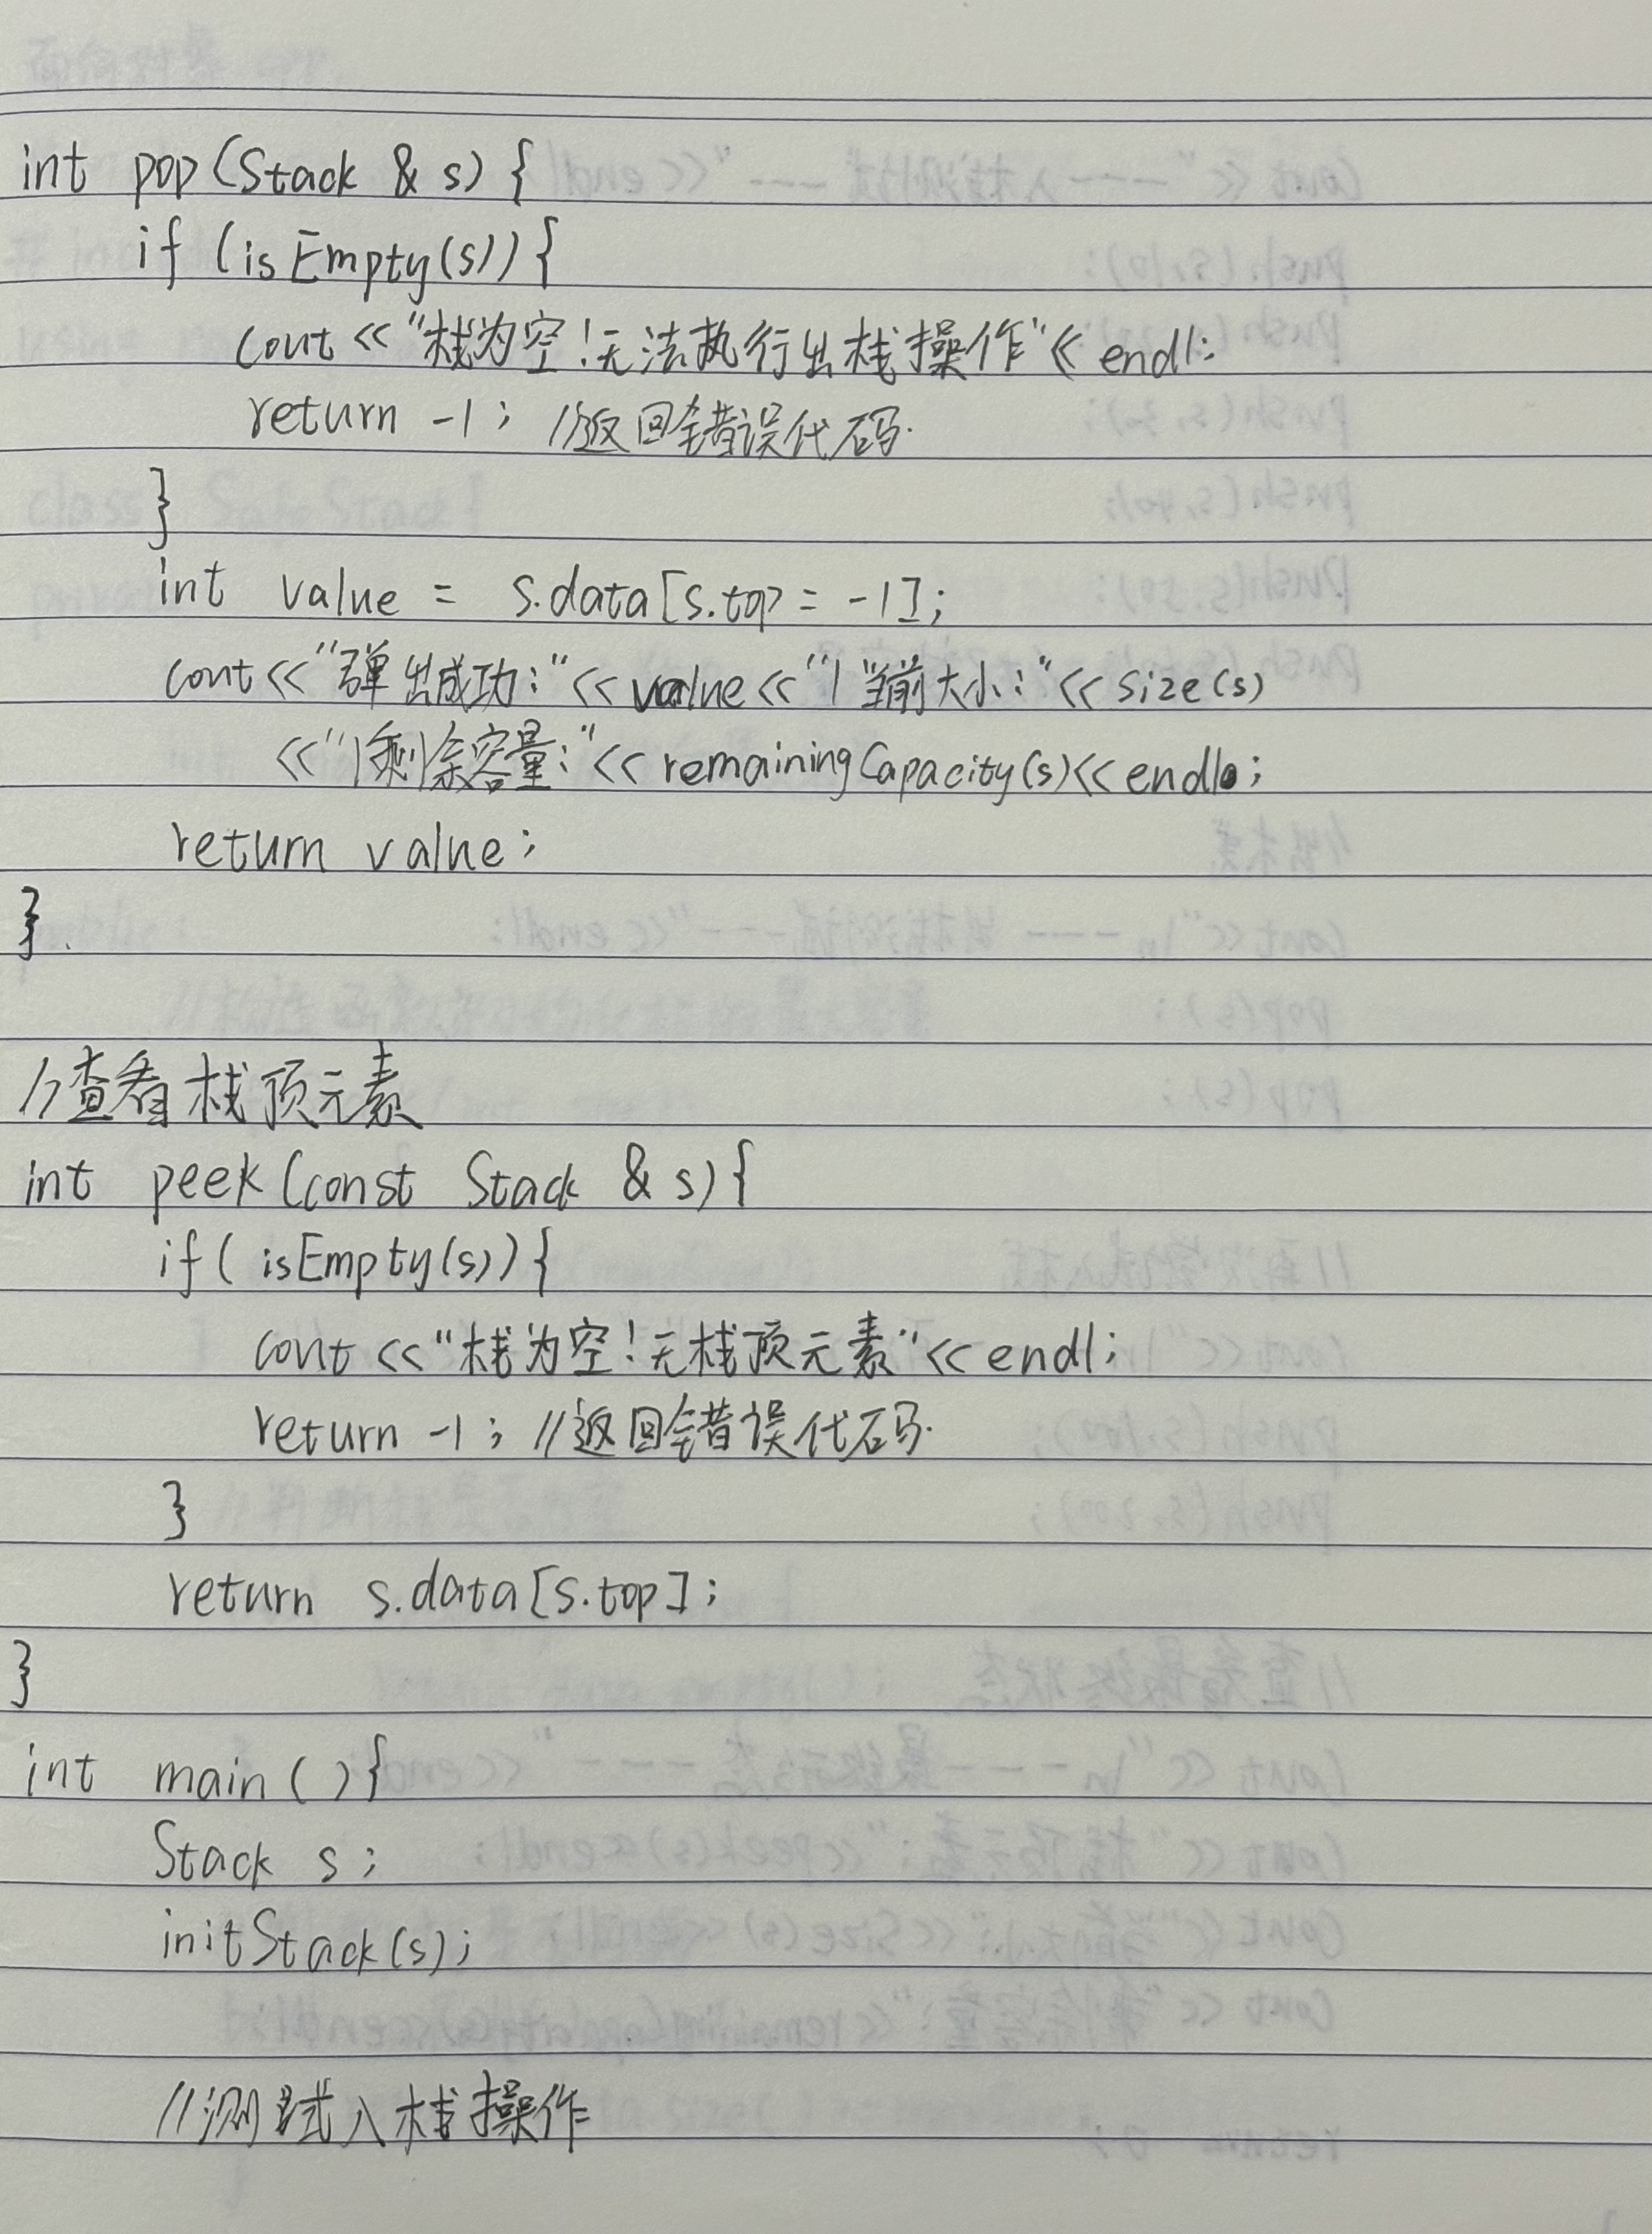 int pop(Stack & s) {
if (isEmpty(s)){
cout << "栈为空!无法执行出栈操作"<< endl;
return -1; //返回错误代码.
}
int value = s.data[s.top = -1];
cout<<"弹出成功:"<<value<<"|当前大小:"<<size(s)
<<"|剩余容量:"<<remainingCapacity(s)<<endl;
return value;
}.
//查看栈顶元素
int peek(const Stack & s){
if( isEmpty(s)){
cout <<"栈为空!无栈顶元素"<< endl;
return -1; //返回错误代码.
}
return s.data[s.top];
}
int main(){
Stack s;
initStack(s);
//测试入栈操作